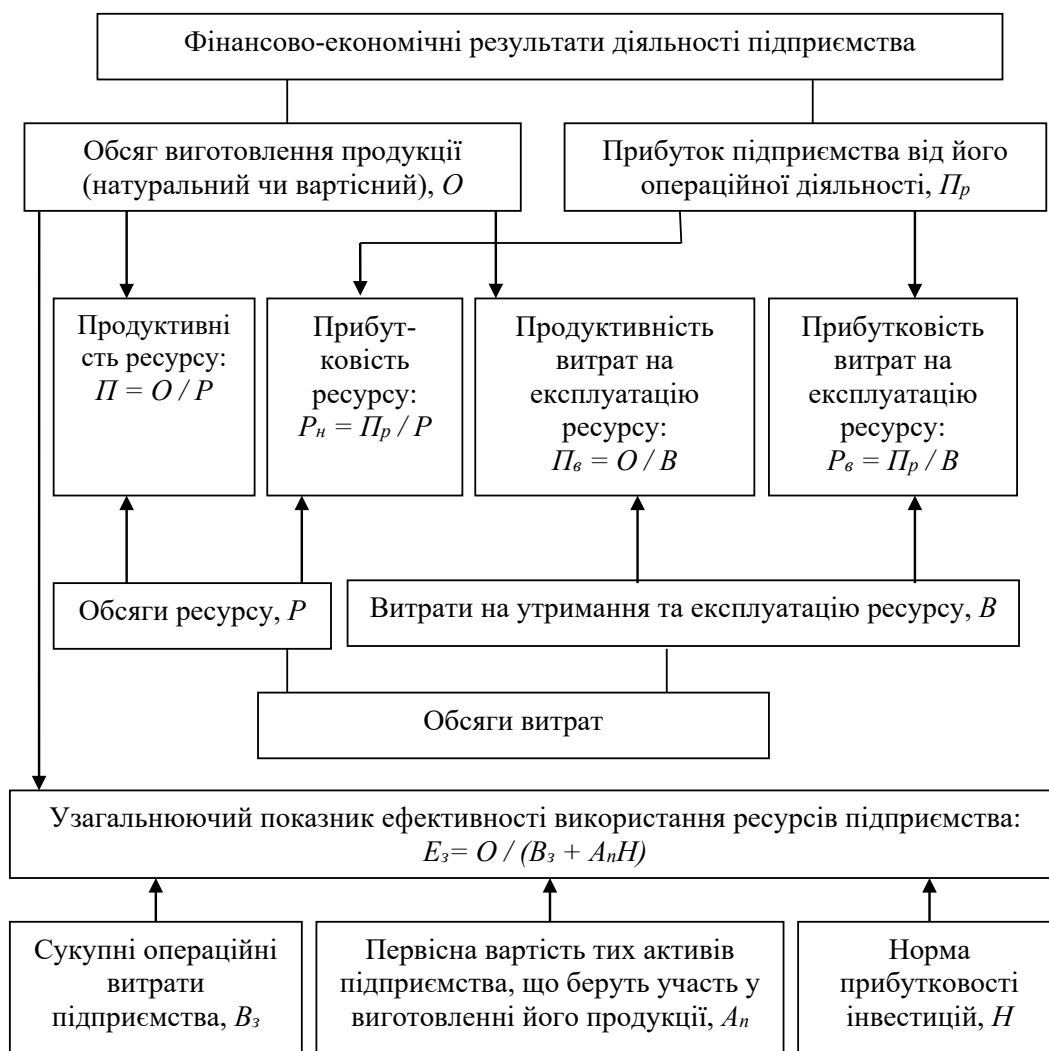 Фінансово-економічні результати діяльності підприємства
Обсяг виготовлення продукції
(натуральний чи вартісний), О
Прибуток підприємства від його
операційної діяльності, Пр
Продуктивні
сть ресурсу:
П = О / Р
Прибут-
ковість
ресурсу:
Рн = Пр / Р
Продуктивність
витрат на
експлуатацію
ресурсу:
Пв = О / В
Прибутковість
витрат на
експлуатацію
ресурсу:
Рв = Пр / В
Обсяги ресурсу, Р
Витрати на утримання та експлуатацію ресурсу, В
Обсяги витрат
Узагальнюючий показник ефективності використання ресурсів підприємства:
Ез= О / (Вз + АпН)
Сукупні операційні
витрати
підприємства, Вз
Первісна вартість тих активів
підприємства, що беруть участь у
виготовленні його продукції, Ап
Норма
прибутковості
інвестицій, Н